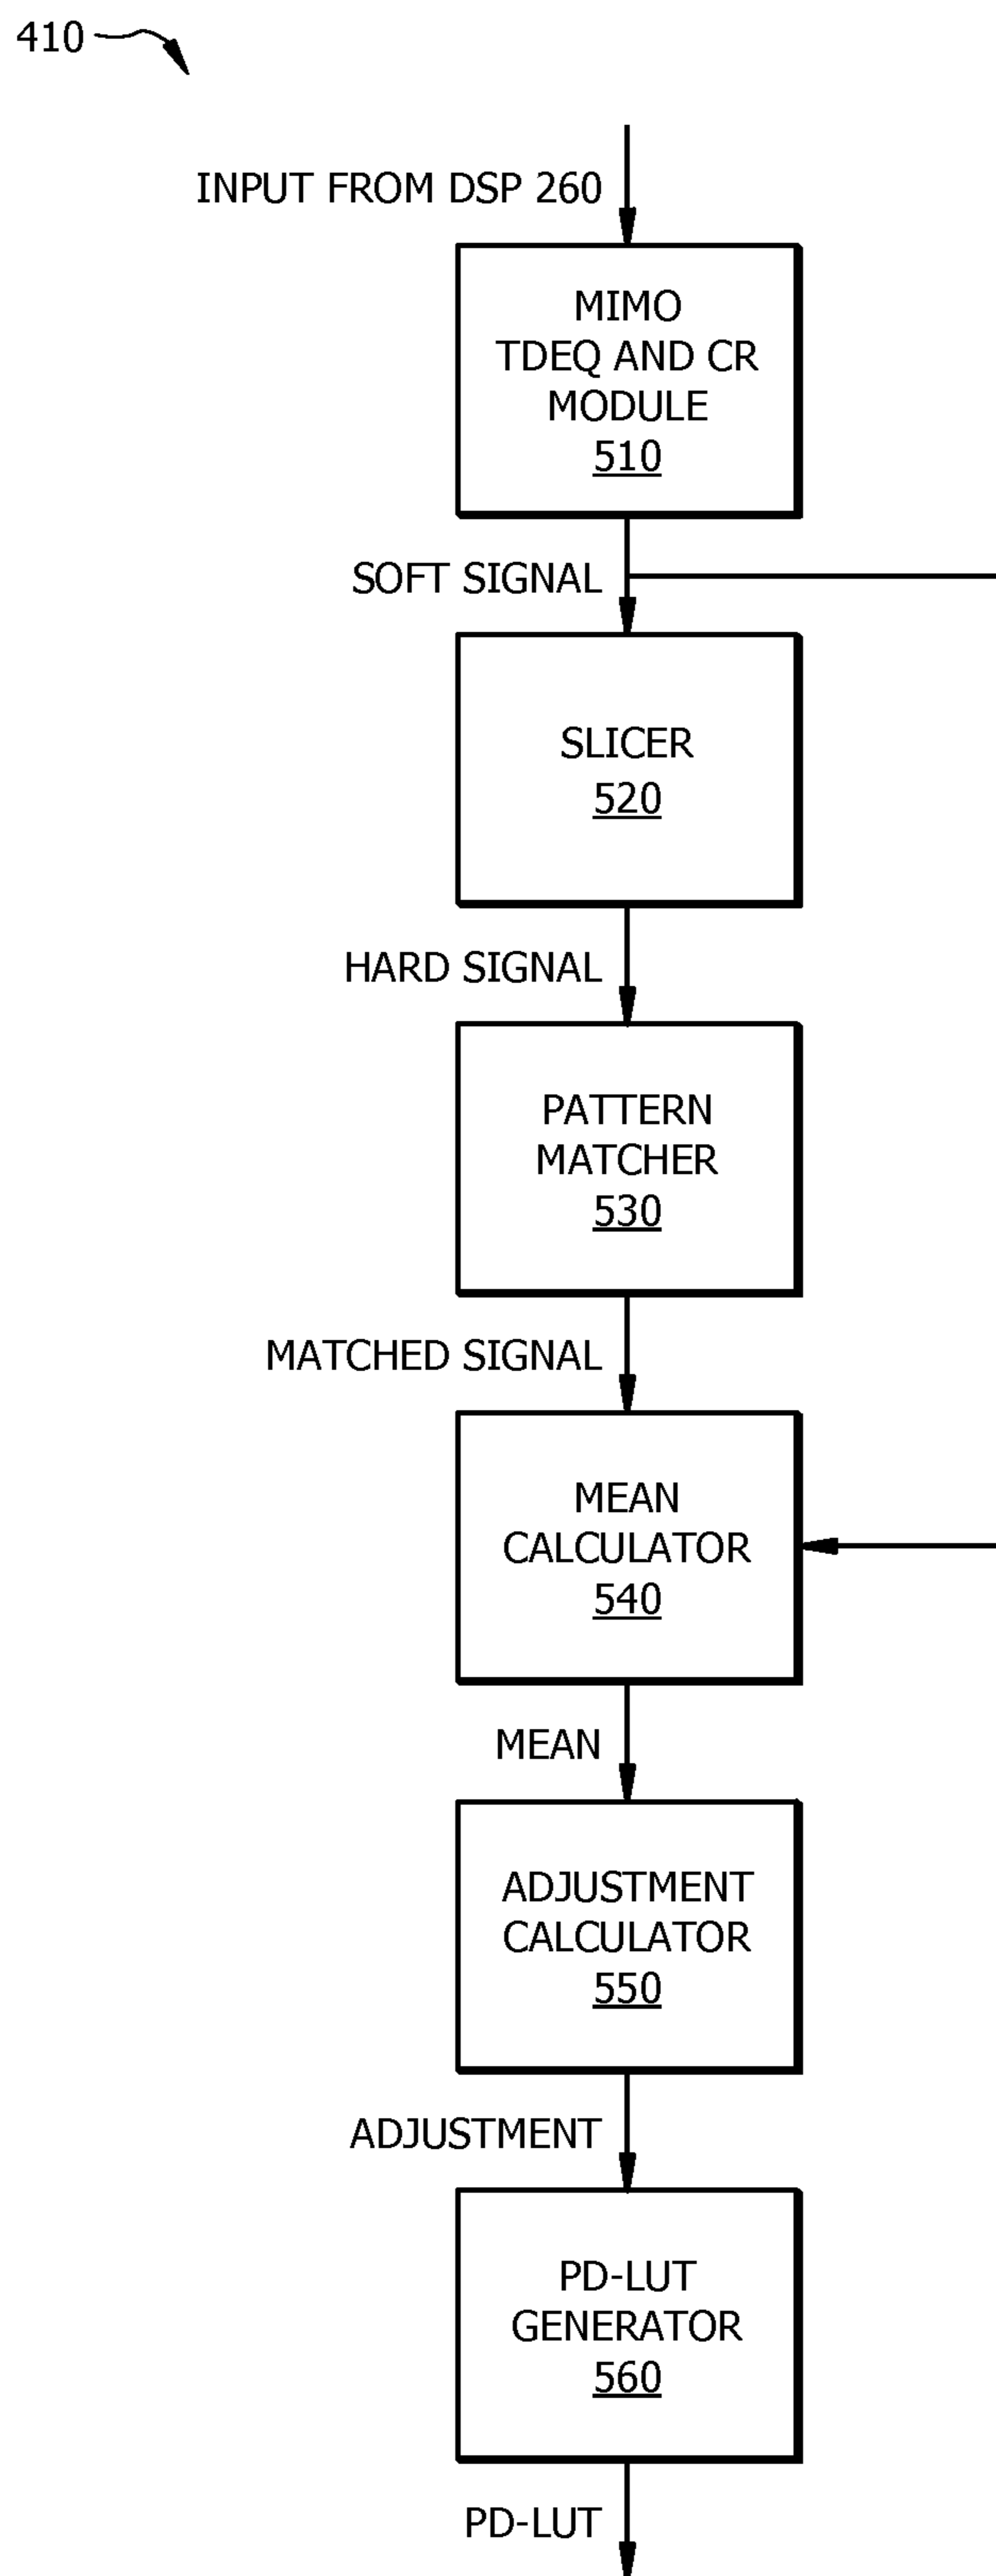 410
INPUT FROM DSP 260
MIMO
TDEQ AND CR
MODULE
510
SOFT SIGNAL
SLICER
520
HARD SIGNAL
PATTERN
MATCHER
530
MATCHED SIGNAL
MEAN
CALCULATOR
540
MEAN
ADJUSTMENT
CALCULATOR
550
ADJUSTMENT
PD-LUT
GENERATOR
560
PD-LUT